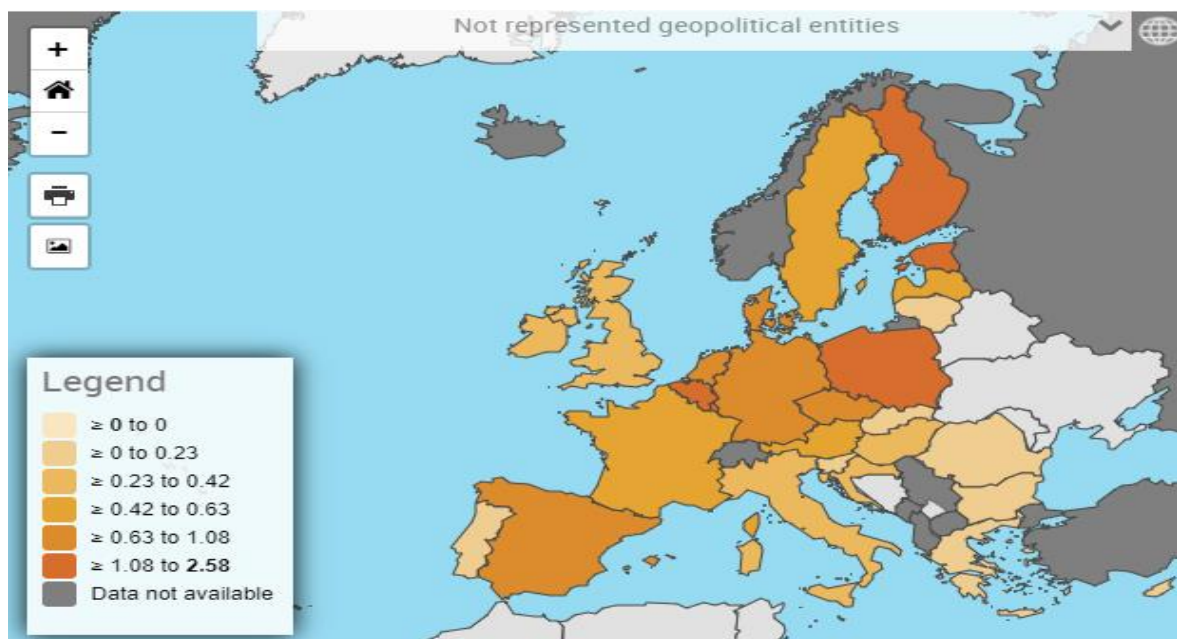 Not represented geopolitical entities
+
−
Legend
≥ 0 to 0
≥ 0 to 0.23
≥ 0.23 to 0.42
≥ 0.42 to 0.63
≥ 0.63 to 1.08
≥ 1.08 to 2.58
Data not available